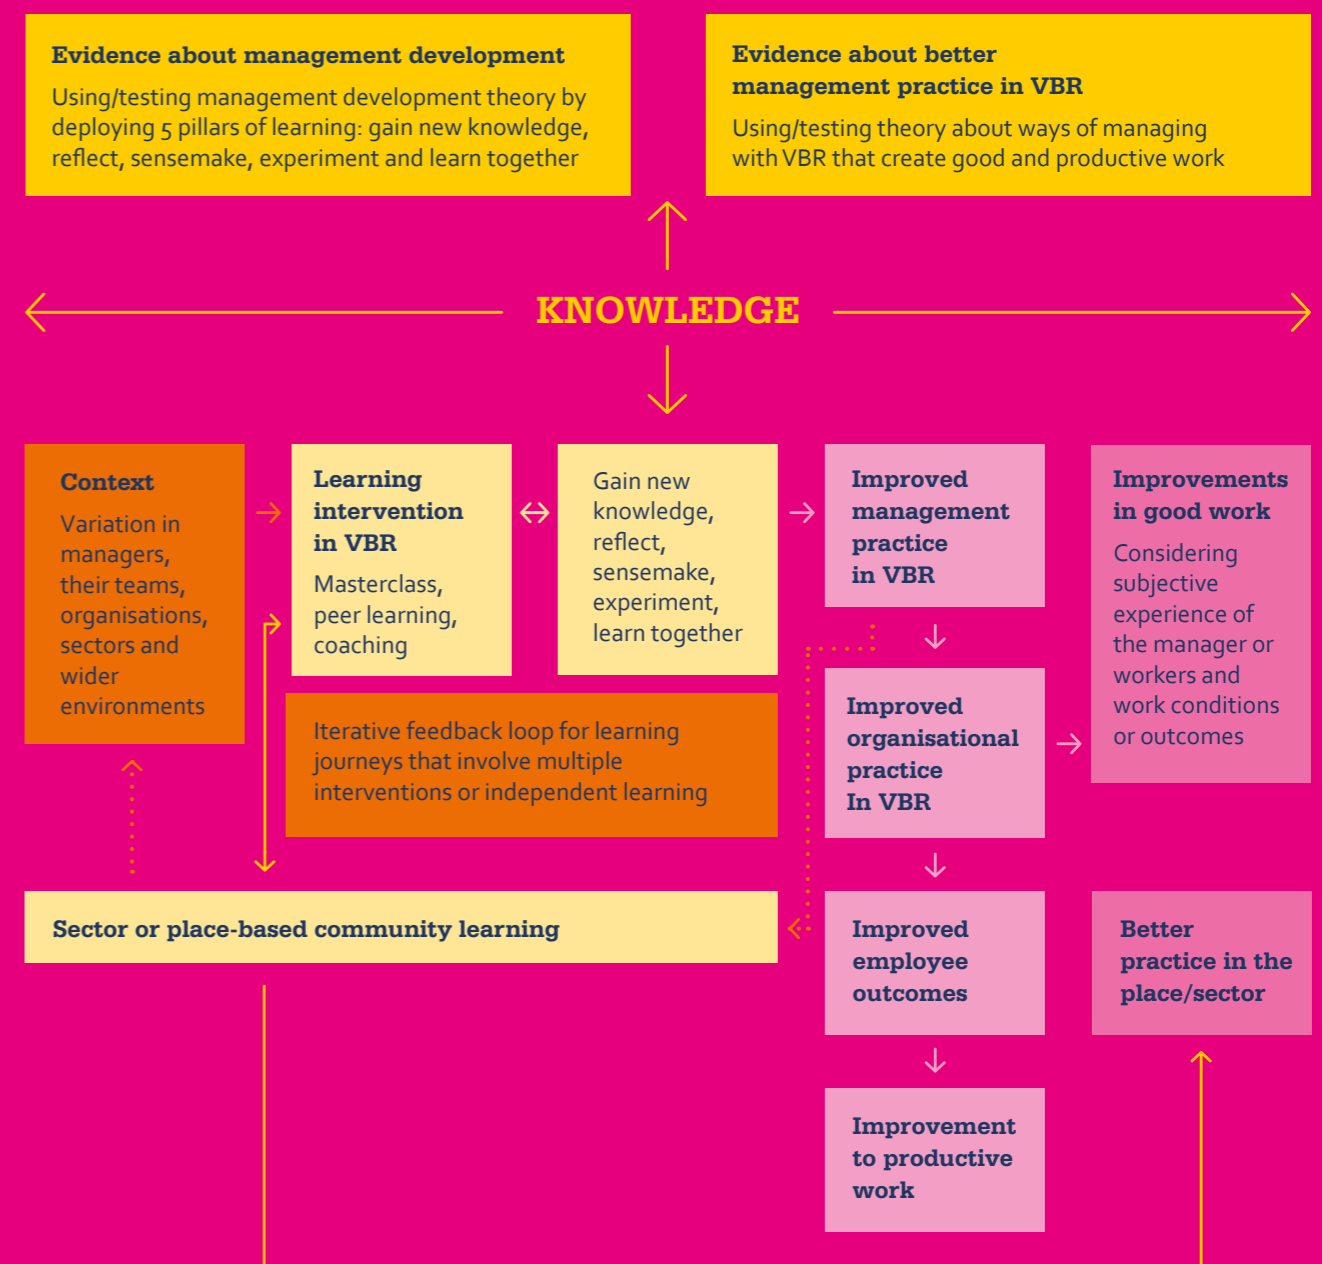 Evidence about management development
Using/testing management development theory by
deploying 5 pillars of learning: gain new knowledge,
reflect, sensemake, experiment and learn together
Evidence about better
management practice in VBR
Using/testing theory about ways of managing
with VBR that create good and productive work
KNOWLEDGE
Context
Variation in
managers,
their teams,
organisations,
sectors and
wider
environments
Learning
intervention
in VBR
Masterclass,
peer learning,
coaching
Gain new
knowledge,
reflect,
sensemake,
experiment,
learn together
Improved
management
practice
in VBR
Improvements
in good work
Considering
subjective
experience of
the manager or
workers and
work conditions
or outcomes
Iterative feedback loop for learning
journeys that involve multiple
interventions or independent learning
Improved
organisational
practice
In VBR
Sector or place-based community learning
Improved
employee
outcomes
Better
practice in the
place/sector
Improvement
to productive
work